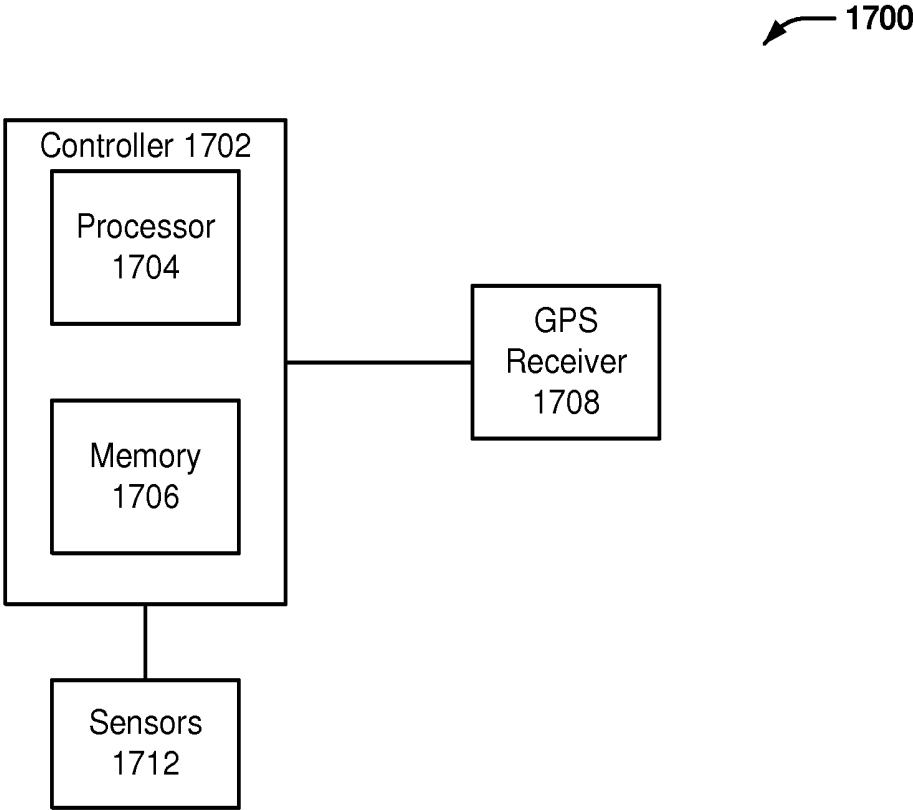 1700
Controller 1702
Processor
1704
GPS
Receiver
1708
Memory
1706
Sensors
1712